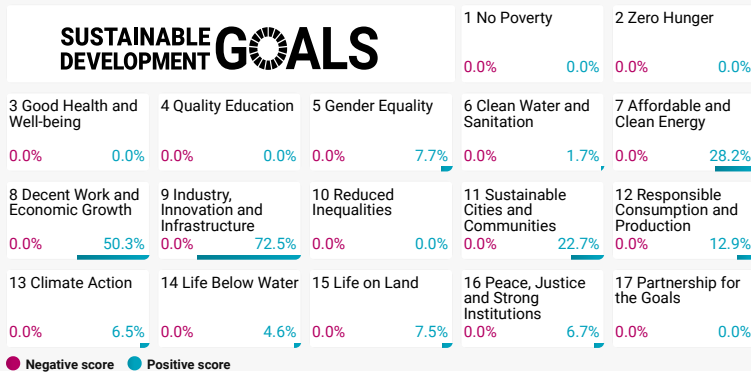 SUSTAINABLE
DEVELOPMENT
GOALS
1 No Poverty
0.0% 0.0%
2 Zero Hunger
0.0% 0.0%
3 Good Health and
Well-being
0.0% 0.0%
4 Quality Education
0.0% 0.0%
5 Gender Equality
0.0% 7.7%
6 Clean Water and
Sanitation
0.0% 1.7%
7 Affordable and
Clean Energy
0.0% 28.2%
8 Decent Work and
Economic Growth
0.0% 50.3%
9 Industry,
Innovation and
Infrastructure
0.0% 72.5%
10 Reduced
Inequalities
0.0% 0.0%
11 Sustainable
Cities and
Communities
0.0% 22.7%
12 Responsible
Consumption and
Production
0.0% 12.9%
13 Climate Action
0.0% 6.5%
14 Life Below Water
0.0% 4.6%
15 Life on Land
0.0% 7.5%
16 Peace, Justice
and Strong
Institutions
0.0% 6.7%
17 Partnership for
the Goals
0.0% 0.0%
Negative score Positive score